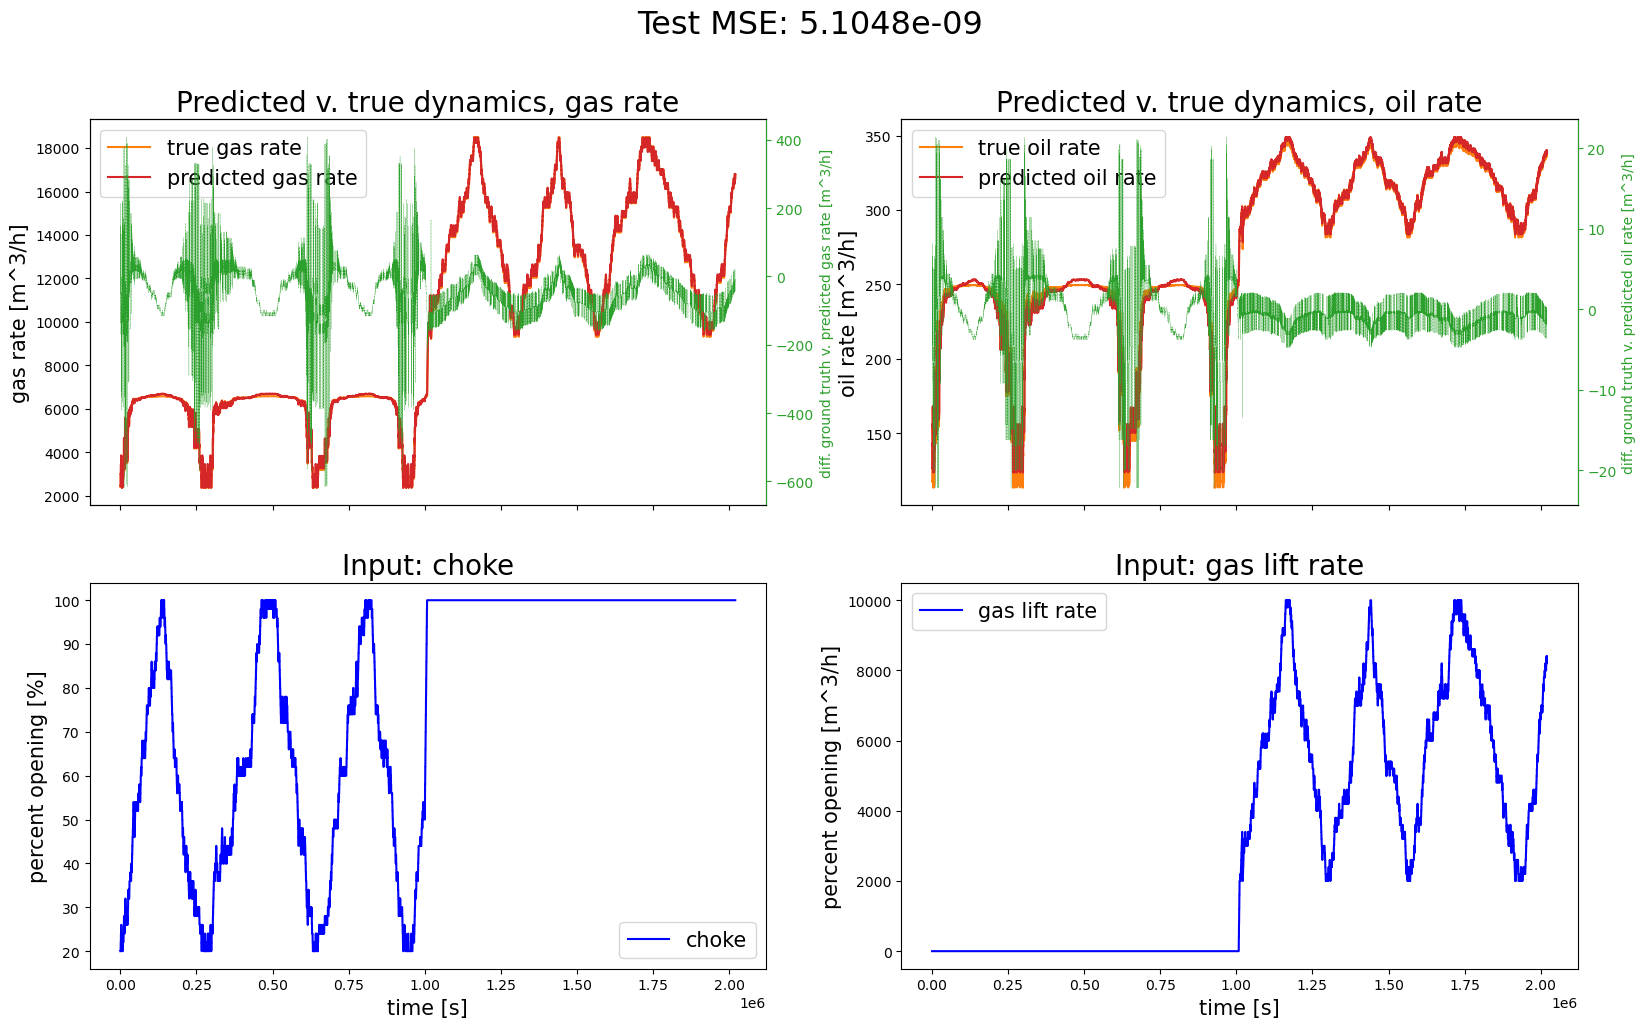 Test MSE: 5.1048e-09
Predicted v. true dynamics, gas rate
true gas rate
predicted gas rate
gas rate [m^3/h]
18000
16000
14000
12000
10000
8000
6000
4000
2000
400
200
0
−200
−400
−600
diff. ground truth v. predicted gas rate [m^3/h]
Predicted v. true dynamics, oil rate
true oil rate
predicted oil rate
oil rate [m^3/h]
350
300
250
200
150
20
10
0
−10
−20
diff. ground truth v. predicted oil rate [m^3/h]
Input: choke
percent opening [%]
100
90
80
70
60
50
40
30
20
choke
0.00 0.25 0.50 0.75 1.00 1.25 1.50 1.75 2.00
1e6
time [s]
Input: gas lift rate
gas lift rate
percent opening [m^3/h]
10000
8000
6000
4000
2000
0
0.00 0.25 0.50 0.75 1.00 1.25 1.50 1.75 2.00
1e6
time [s]